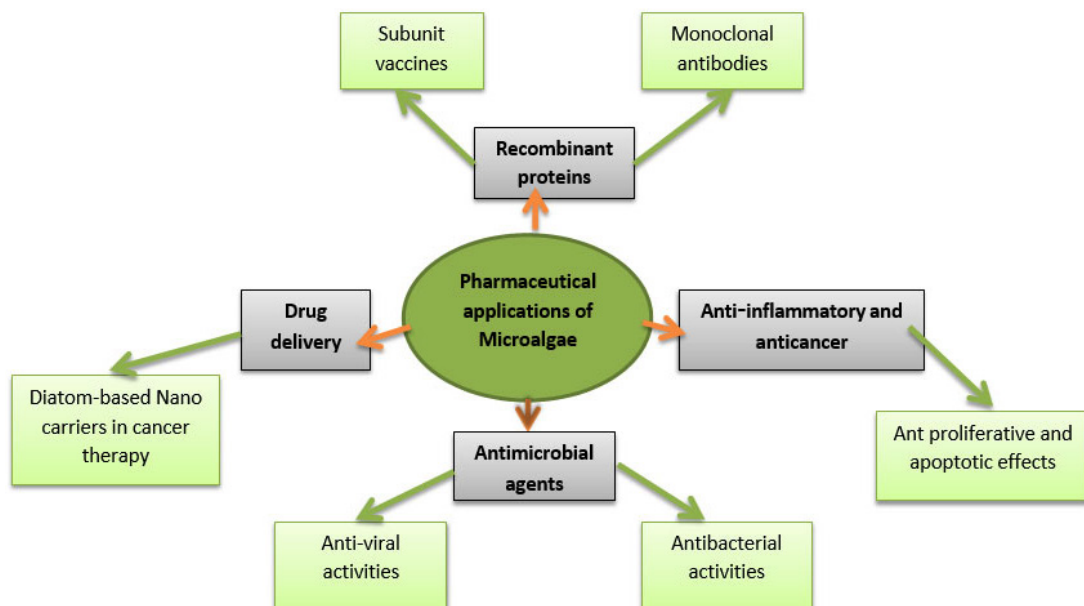 Subunit
vaccines
Monoclonal
antibodies
Recombinant
proteins
Pharmaceutical
applications of
Microalgae
Drug
delivery
Anti-inflammatory and
anticancer
Diatom-based Nano
carriers in cancer
therapy
Ant proliferative and
apoptotic effects
Antimicrobial
agents
Anti-viral
activities
Antibacterial
activities